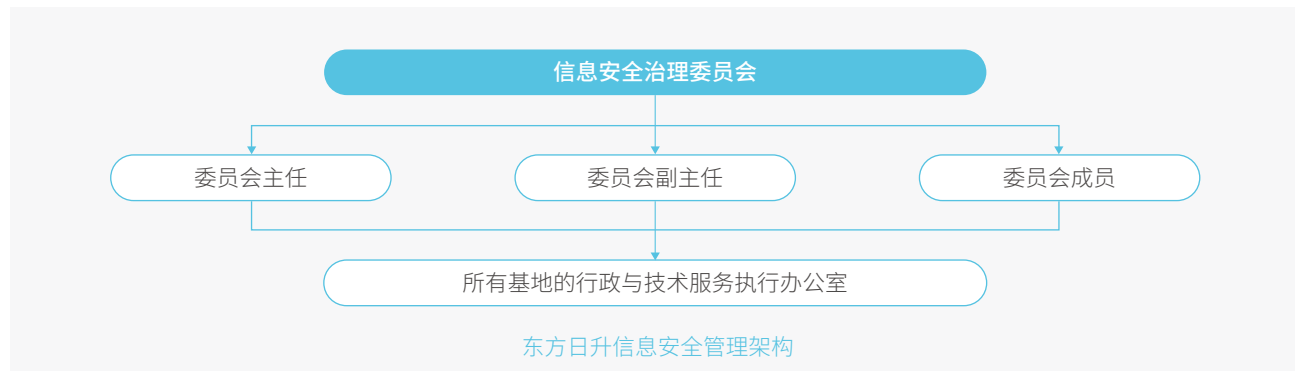 信息安全治理委员会
委员会主任
委员会副主任
委员会成员
所有基地的行政与技术服务执行办公室
东方日升信息安全管理架构